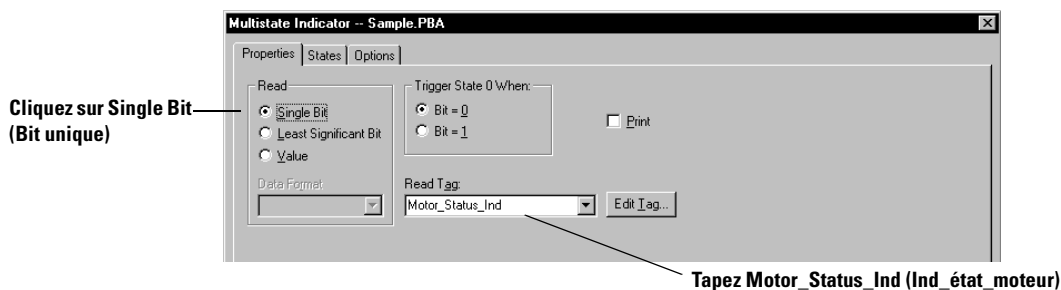 Multistate Indicator -- Sample.PBA
Properties States Options
Read
Single Bit
Least Significant Bit
Value
Data Format
Trigger State 0 When:
Bit = 0
Bit = 1
Print
Read Tag:
Motor_Status_Ind
Edit Tag...
Cliquez sur Single Bit
(Bit unique)
Tapez Motor_Status_Ind (Ind_état_moteur)